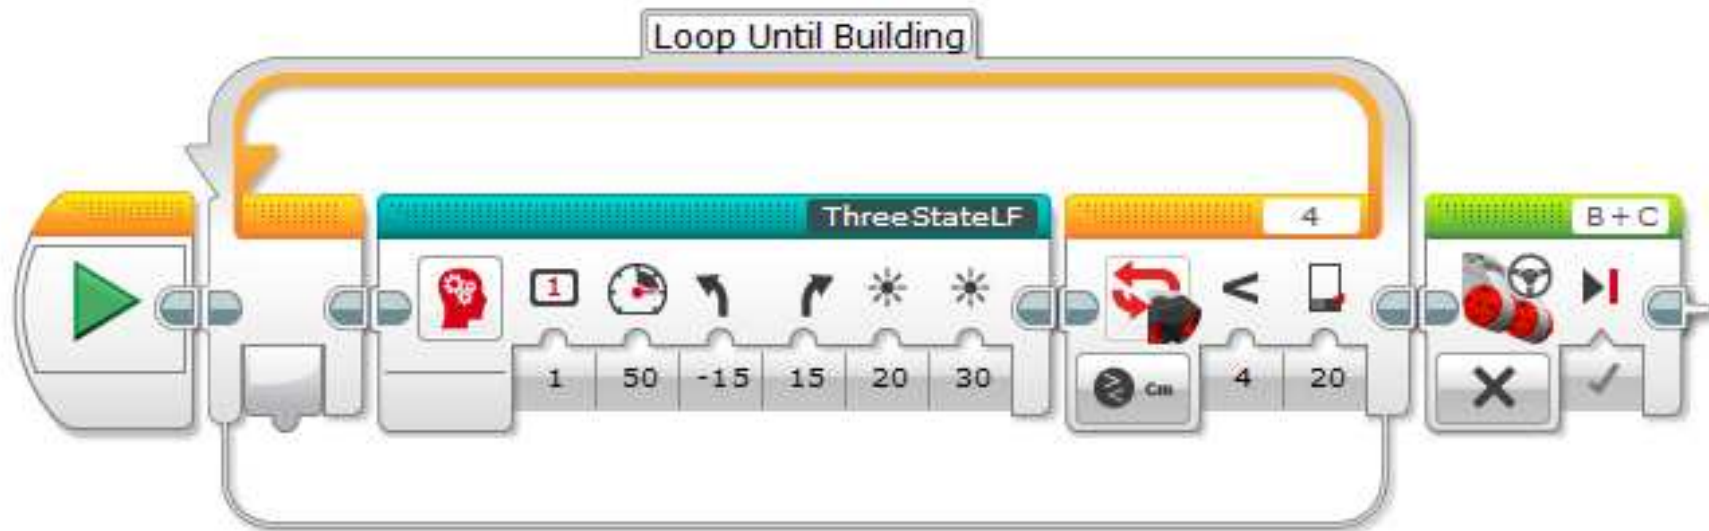 Loop Until Building
ThreeStateLF
4
B + C
1
1 50 -15 15 20 30
< 4 20
Cm